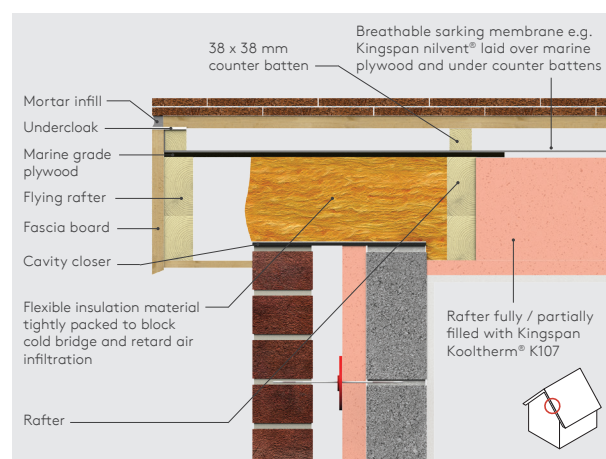 38 x 38 mm
counter batten
Breathable sarking membrane e.g.
Kingspan nilvent® laid over marine
plywood and under counter battens
Mortar infill
Undercloak
Marine grade
plywood
Flying rafter
Fascia board
Cavity closer
Flexible insulation material
tightly packed to block
cold bridge and retard air
infiltration
Rafter
Rafter fully / partially
filled with Kingspan
Kooltherm® K107